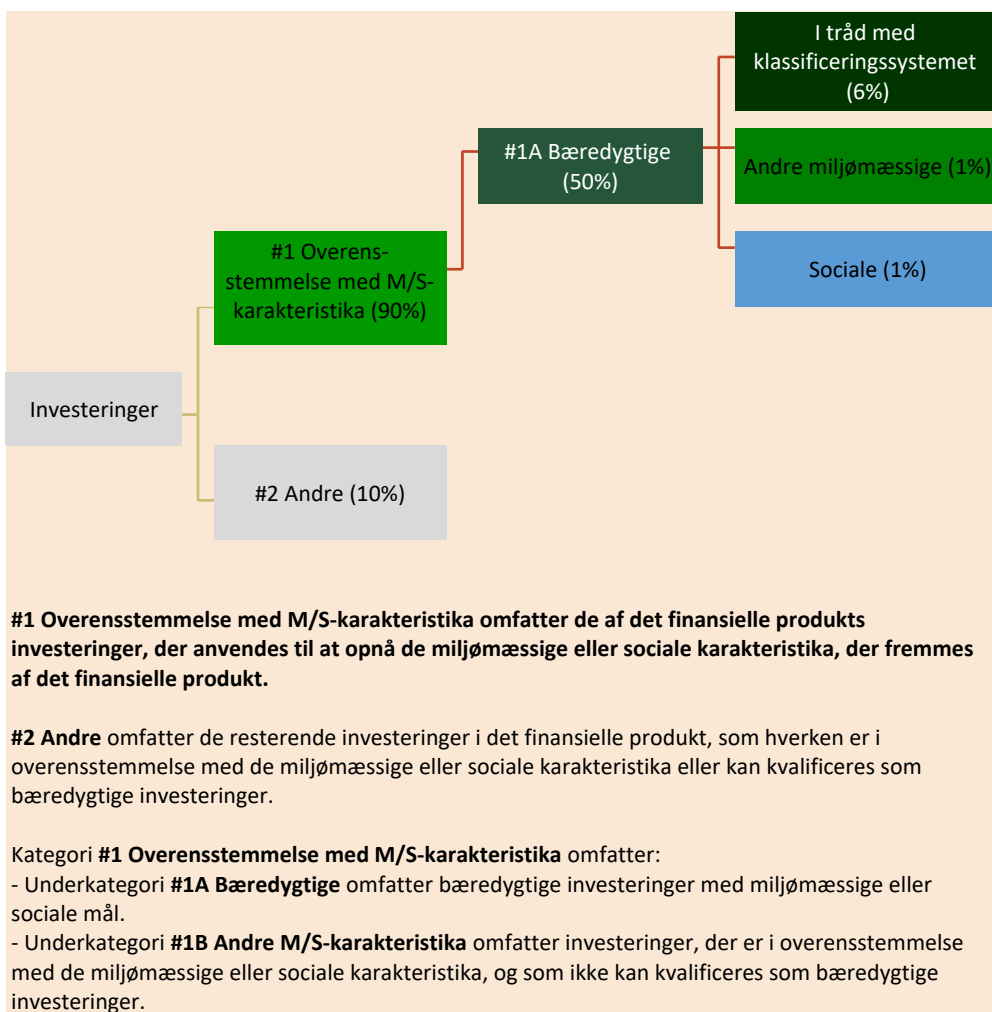 I tråd med
klassificeringssystemet
(6%)
#1A Bæredygtige
(50%)
Andre miljømæssige (1%)
#1 Overens-
stemmelse med M/S-
karakteristika (90%)
Sociale (1%)
Investeringer
#2 Andre (10%)
#1 Overensstemmelse med M/S-karakteristika omfatter de af det finansielle produkts
investeringer, der anvendes til at opnå de miljømæssige eller sociale karakteristika, der fremmes
af det finansielle produkt.
#2 Andre omfatter de resterende investeringer i det finansielle produkt, som hverken er i
overensstemmelse med de miljømæssige eller sociale karakteristika eller kan kvalificeres som
bæredygtige investeringer.
Kategori #1 Overensstemmelse med M/S-karakteristika omfatter:
- Underkategori #1A Bæredygtige omfatter bæredygtige investeringer med miljømæssige eller
sociale mål.
- Underkategori #1B Andre M/S-karakteristika omfatter investeringer, der er i overensstemmelse
med de miljømæssige eller sociale karakteristika, og som ikke kan kvalificeres som bæredygtige
investeringer.